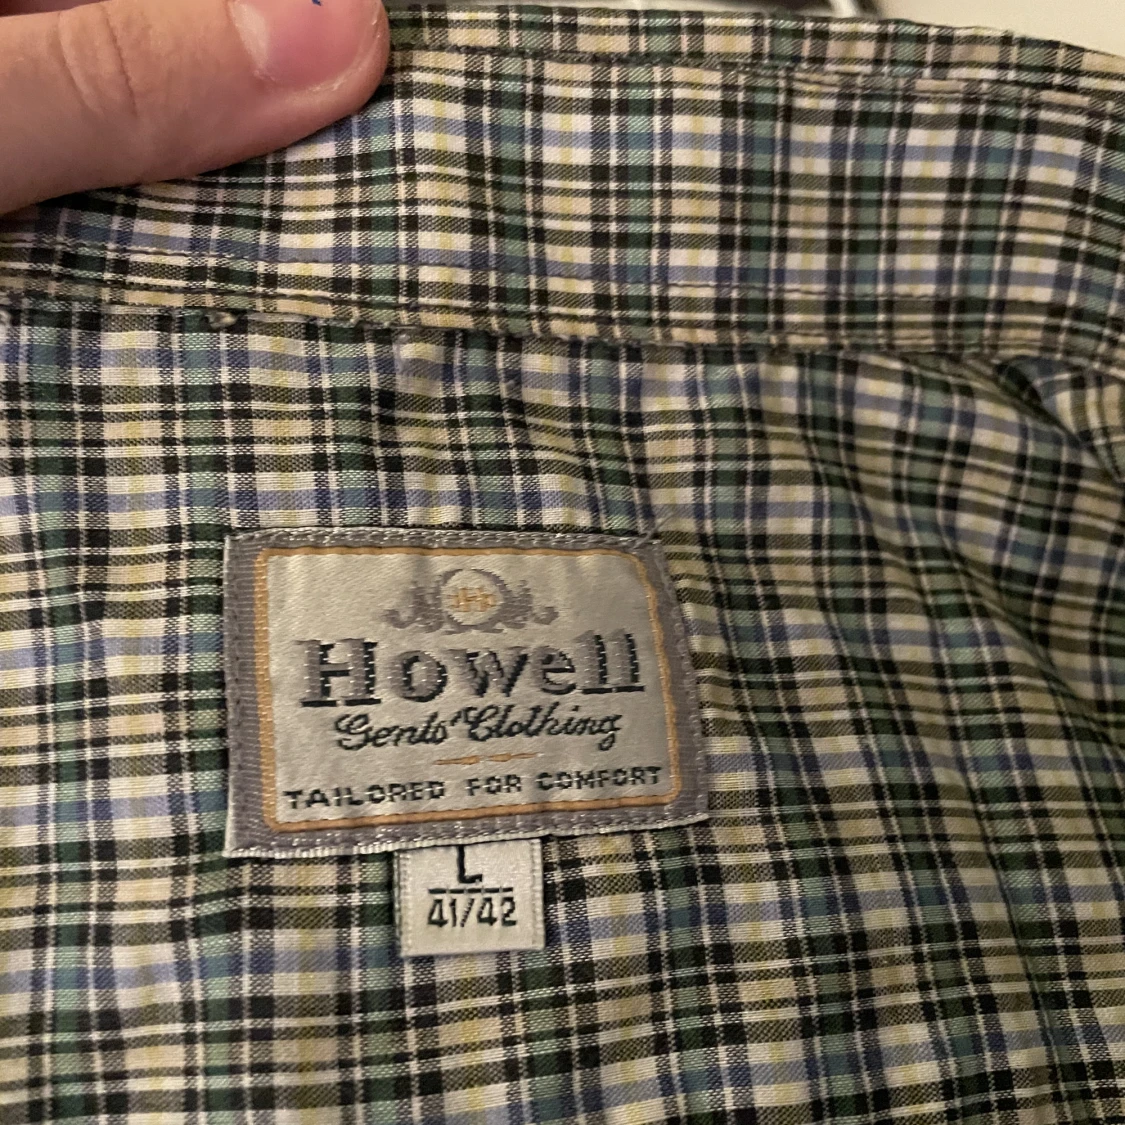 Howell
Gents' Clothing
TAILORED FOR COMFORT
L
41/42